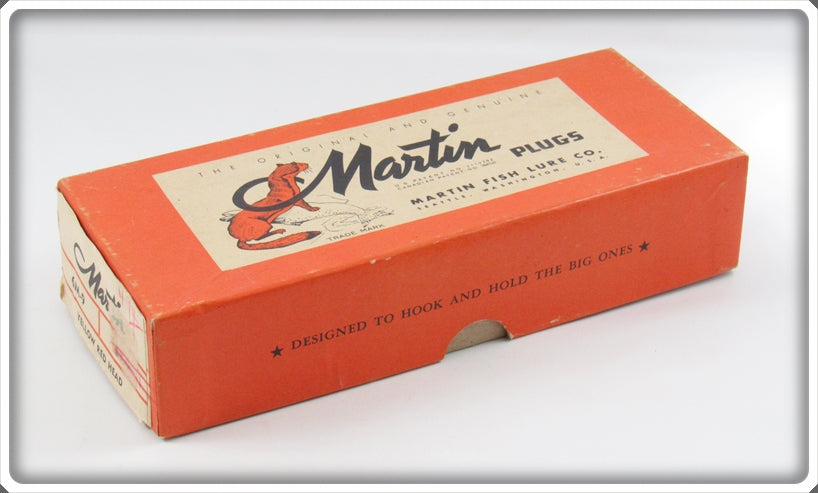 THE ORIGINAL AND GENUINE
Martin PLUGS
MARTIN FISH LURE CO.
SEATTLE, WASHINGTON, U.S.A.
TRADE MARK
★ DESIGNED TO HOOK AND HOLD THE BIG ONES ★
Martin
YELLOW RED HEAD